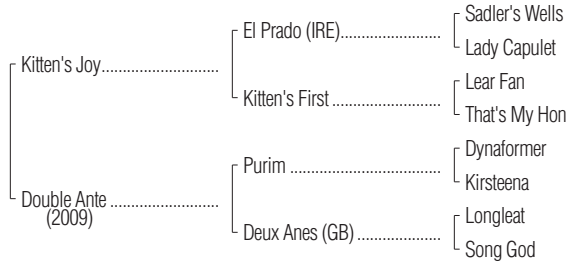 Sadler's Wells
El Prado (IRE)
Lady Capulet
Kitten's Joy
Lear Fan
Kitten's First
That's My Hon
Dynaformer
Purim
Kirsteena
Double Ante
(2009)
Longleat
Deux Anes (GB)
Song God